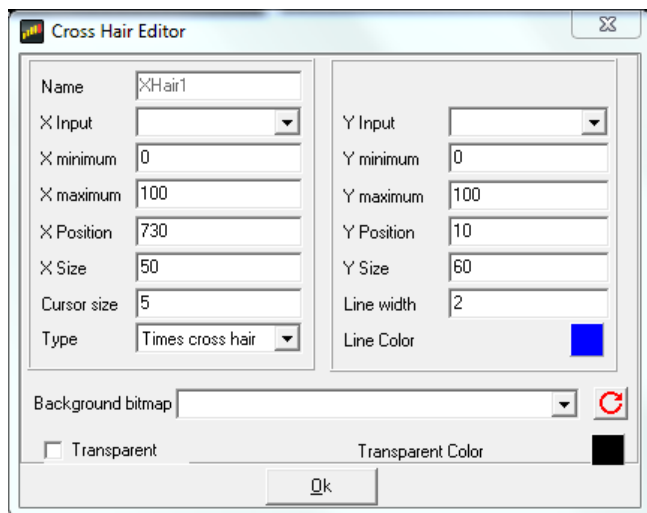 Cross Hair Editor
Name XHair1
X Input Y Input
X minimum 0 Y minimum 0
X maximum 100 Y maximum 100
X Position 730 Y Position 10
X Size 50 Y Size 60
Cursor size 5 Line width 2
Type Times cross hair Line Color
Background bitmap
Transparent Transparent Color
Ok